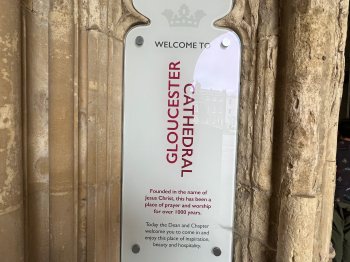 GLOUCESTER
CATHEDRAL
WELCOME TO
GLOUCESTER
CATHEDRAL
Founded in the name of
Jesus Christ, this has been a
place of prayer and worship
for over 1000 years.
Today the Dean and Chapter
welcome you to come in and
enjoy this place of inspiration,
beauty and hospitality.